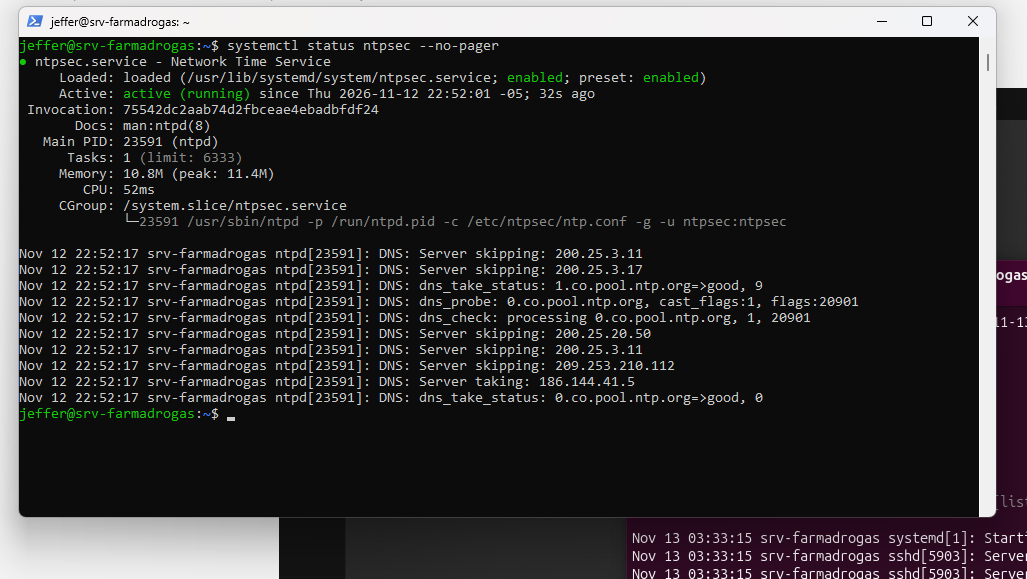 jeffer@srv-farmadrogas: ~
jeffer@srv-farmadrogas:~$ systemctl status ntpsec --no-pager
● ntpsec.service - Network Time Service
Loaded: loaded (/usr/lib/systemd/system/ntpsec.service; enabled; preset: enabled)
Active: active (running) since Thu 2026-11-12 22:52:01 -05; 32s ago
Invocation: 75542dc2aab74d2fbceae4ebadbfdf24
Docs: man:ntpd(8)
Main PID: 23591 (ntpd)
Tasks: 1 (limit: 6333)
Memory: 10.8M (peak: 11.4M)
CPU: 52ms
CGroup: /system.slice/ntpsec.service
└─23591 /usr/sbin/ntpd -p /run/ntpd.pid -c /etc/ntpsec/ntp.conf -g -u ntpsec:ntpsec
Nov 12 22:52:17 srv-farmadrogas ntpd[23591]: DNS: Server skipping: 200.25.3.11
Nov 12 22:52:17 srv-farmadrogas ntpd[23591]: DNS: Server skipping: 200.25.3.17
Nov 12 22:52:17 srv-farmadrogas ntpd[23591]: DNS: dns_take_status: 1.co.pool.ntp.org=>good, 9
Nov 12 22:52:17 srv-farmadrogas ntpd[23591]: DNS: dns_probe: 0.co.pool.ntp.org, cast_flags:1, flags:20901
Nov 12 22:52:17 srv-farmadrogas ntpd[23591]: DNS: dns_check: processing 0.co.pool.ntp.org, 1, 20901
Nov 12 22:52:17 srv-farmadrogas ntpd[23591]: DNS: Server skipping: 200.25.20.50
Nov 12 22:52:17 srv-farmadrogas ntpd[23591]: DNS: Server skipping: 200.25.3.11
Nov 12 22:52:17 srv-farmadrogas ntpd[23591]: DNS: Server skipping: 209.253.210.112
Nov 12 22:52:17 srv-farmadrogas ntpd[23591]: DNS: Server taking: 186.144.41.5
Nov 12 22:52:17 srv-farmadrogas ntpd[23591]: DNS: dns_take_status: 0.co.pool.ntp.org=>good, 0
jeffer@srv-farmadrogas:~$
ogas
11-1
[lis
Nov 13 03:33:15 srv-farmadrogas systemd[1]: Start
Nov 13 03:33:15 srv-farmadrogas sshd[5903]: Serve
Nov 13 03:33:15 srv-farmadrogas sshd[5903]: Serve